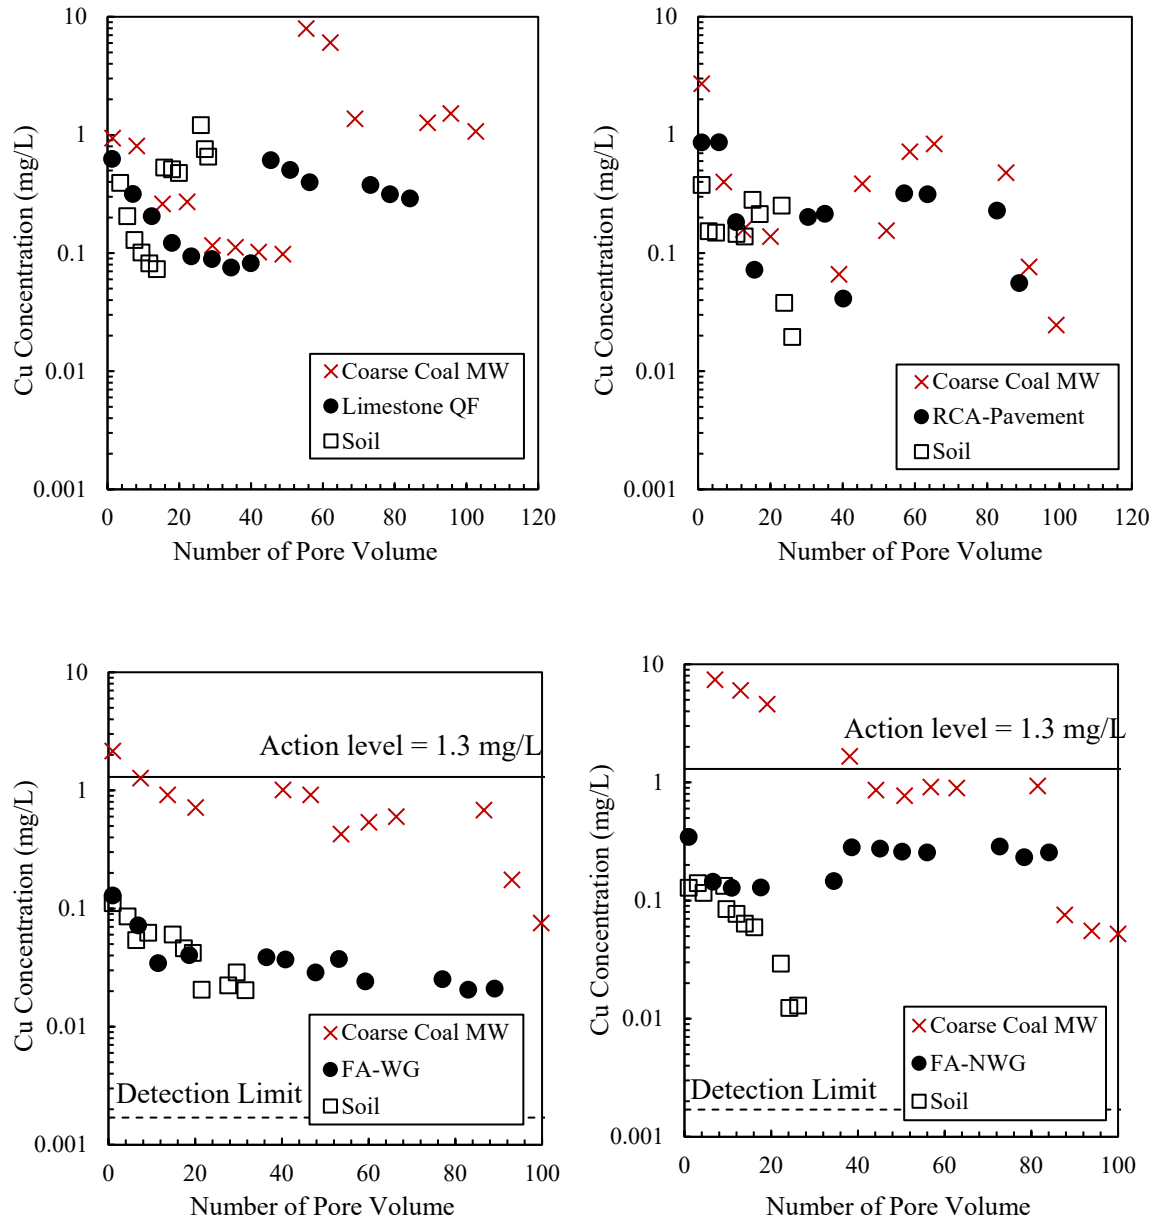 10
1
0.1
0.01
0.001
Cu Concentration (mg/L)
Coarse Coal MW
Limestone QF
Soil
0 20 40 60 80 100 120
Number of Pore Volume
10
1
0.1
0.01
0.001
Cu Concentration (mg/L)
Coarse Coal MW
RCA-Pavement
Soil
0 20 40 60 80 100 120
Number of Pore Volume
10
1
0.1
0.01
0.001
Cu Concentration (mg/L)
Action level = 1.3 mg/L
Coarse Coal MW
FA-WG
Soil
Detection Limit
0 20 40 60 80 100
Number of Pore Volume
10
1
0.1
0.01
0.001
Cu Concentration (mg/L)
Action level = 1.3 mg/L
Coarse Coal MW
FA-NWG
Soil
Detection Limit
0 20 40 60 80 100
Number of Pore Volume